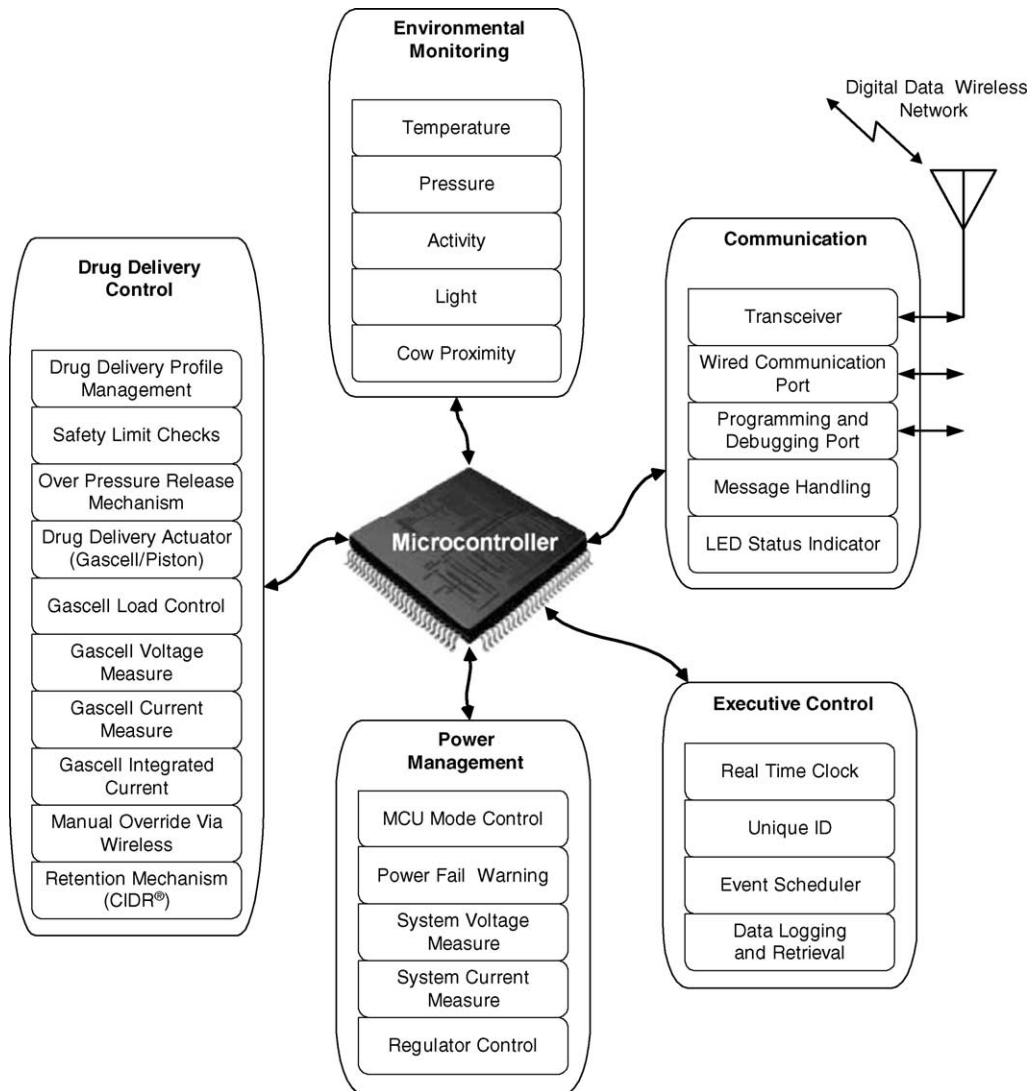 Environmental
Monitoring
Temperature
Pressure
Activity
Light
Cow Proximity
Digital Data Wireless
Network
Communication
Transceiver
Wired Communication
Port
Programming and
Debugging Port
Message Handling
LED Status Indicator
Drug Delivery
Control
Drug Delivery Profile
Management
Safety Limit Checks
Over Pressure Release
Mechanism
Drug Delivery Actuator
(Gascell/Piston)
Gascell Load Control
Gascell Voltage
Measure
Gascell Current
Measure
Gascell Integrated
Current
Manual Override Via
Wireless
Retention Mechanism
(CIDR®)
Microcontroller
Power
Management
MCU Mode Control
Power Fail Warning
System Voltage
Measure
System Current
Measure
Regulator Control
Executive Control
Real Time Clock
Unique ID
Event Scheduler
Data Logging
and Retrieval